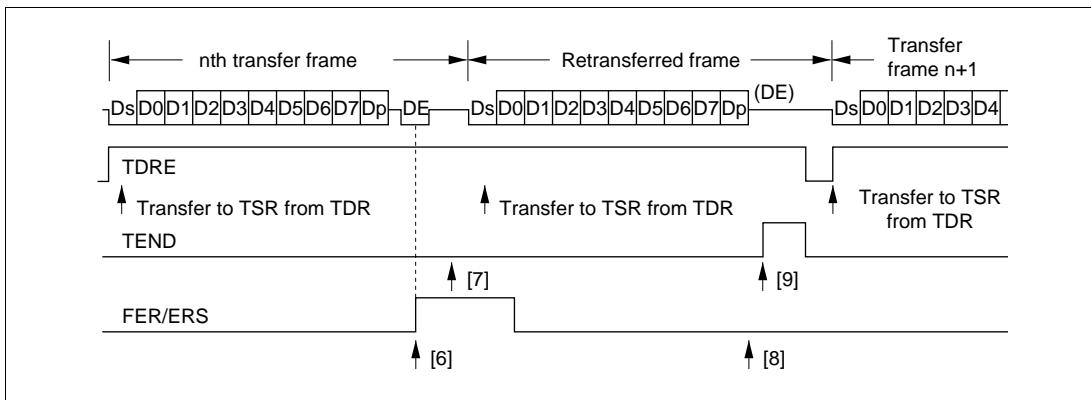 nth transfer frame
Retransferred frame
Transfer
frame n+1
Ds D0 D1 D2 D3 D4 D5 D6 D7 Dp DE
Ds D0 D1 D2 D3 D4 D5 D6 D7 Dp (DE)
Ds D0 D1 D2 D3 D4
TDRE
Transfer to TSR from TDR
Transfer to TSR from TDR
Transfer to TSR
from TDR
TEND
[7]
[9]
FER/ERS
[6]
[8]